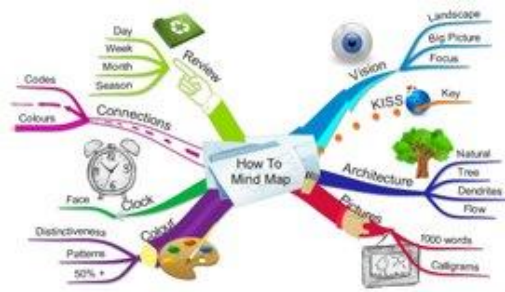 How To
Mind Map
Vision
Landscape
Big Picture
Focus
KISS
Key
Architecture
Natural
Tree
Dendrites
Flow
Pictures
1000 words
Calligrams
Colour
Distinctiveness
Patterns
50% +
Clock
Face
Connections
Codes
Colours
Review
Day
Week
Month
Season